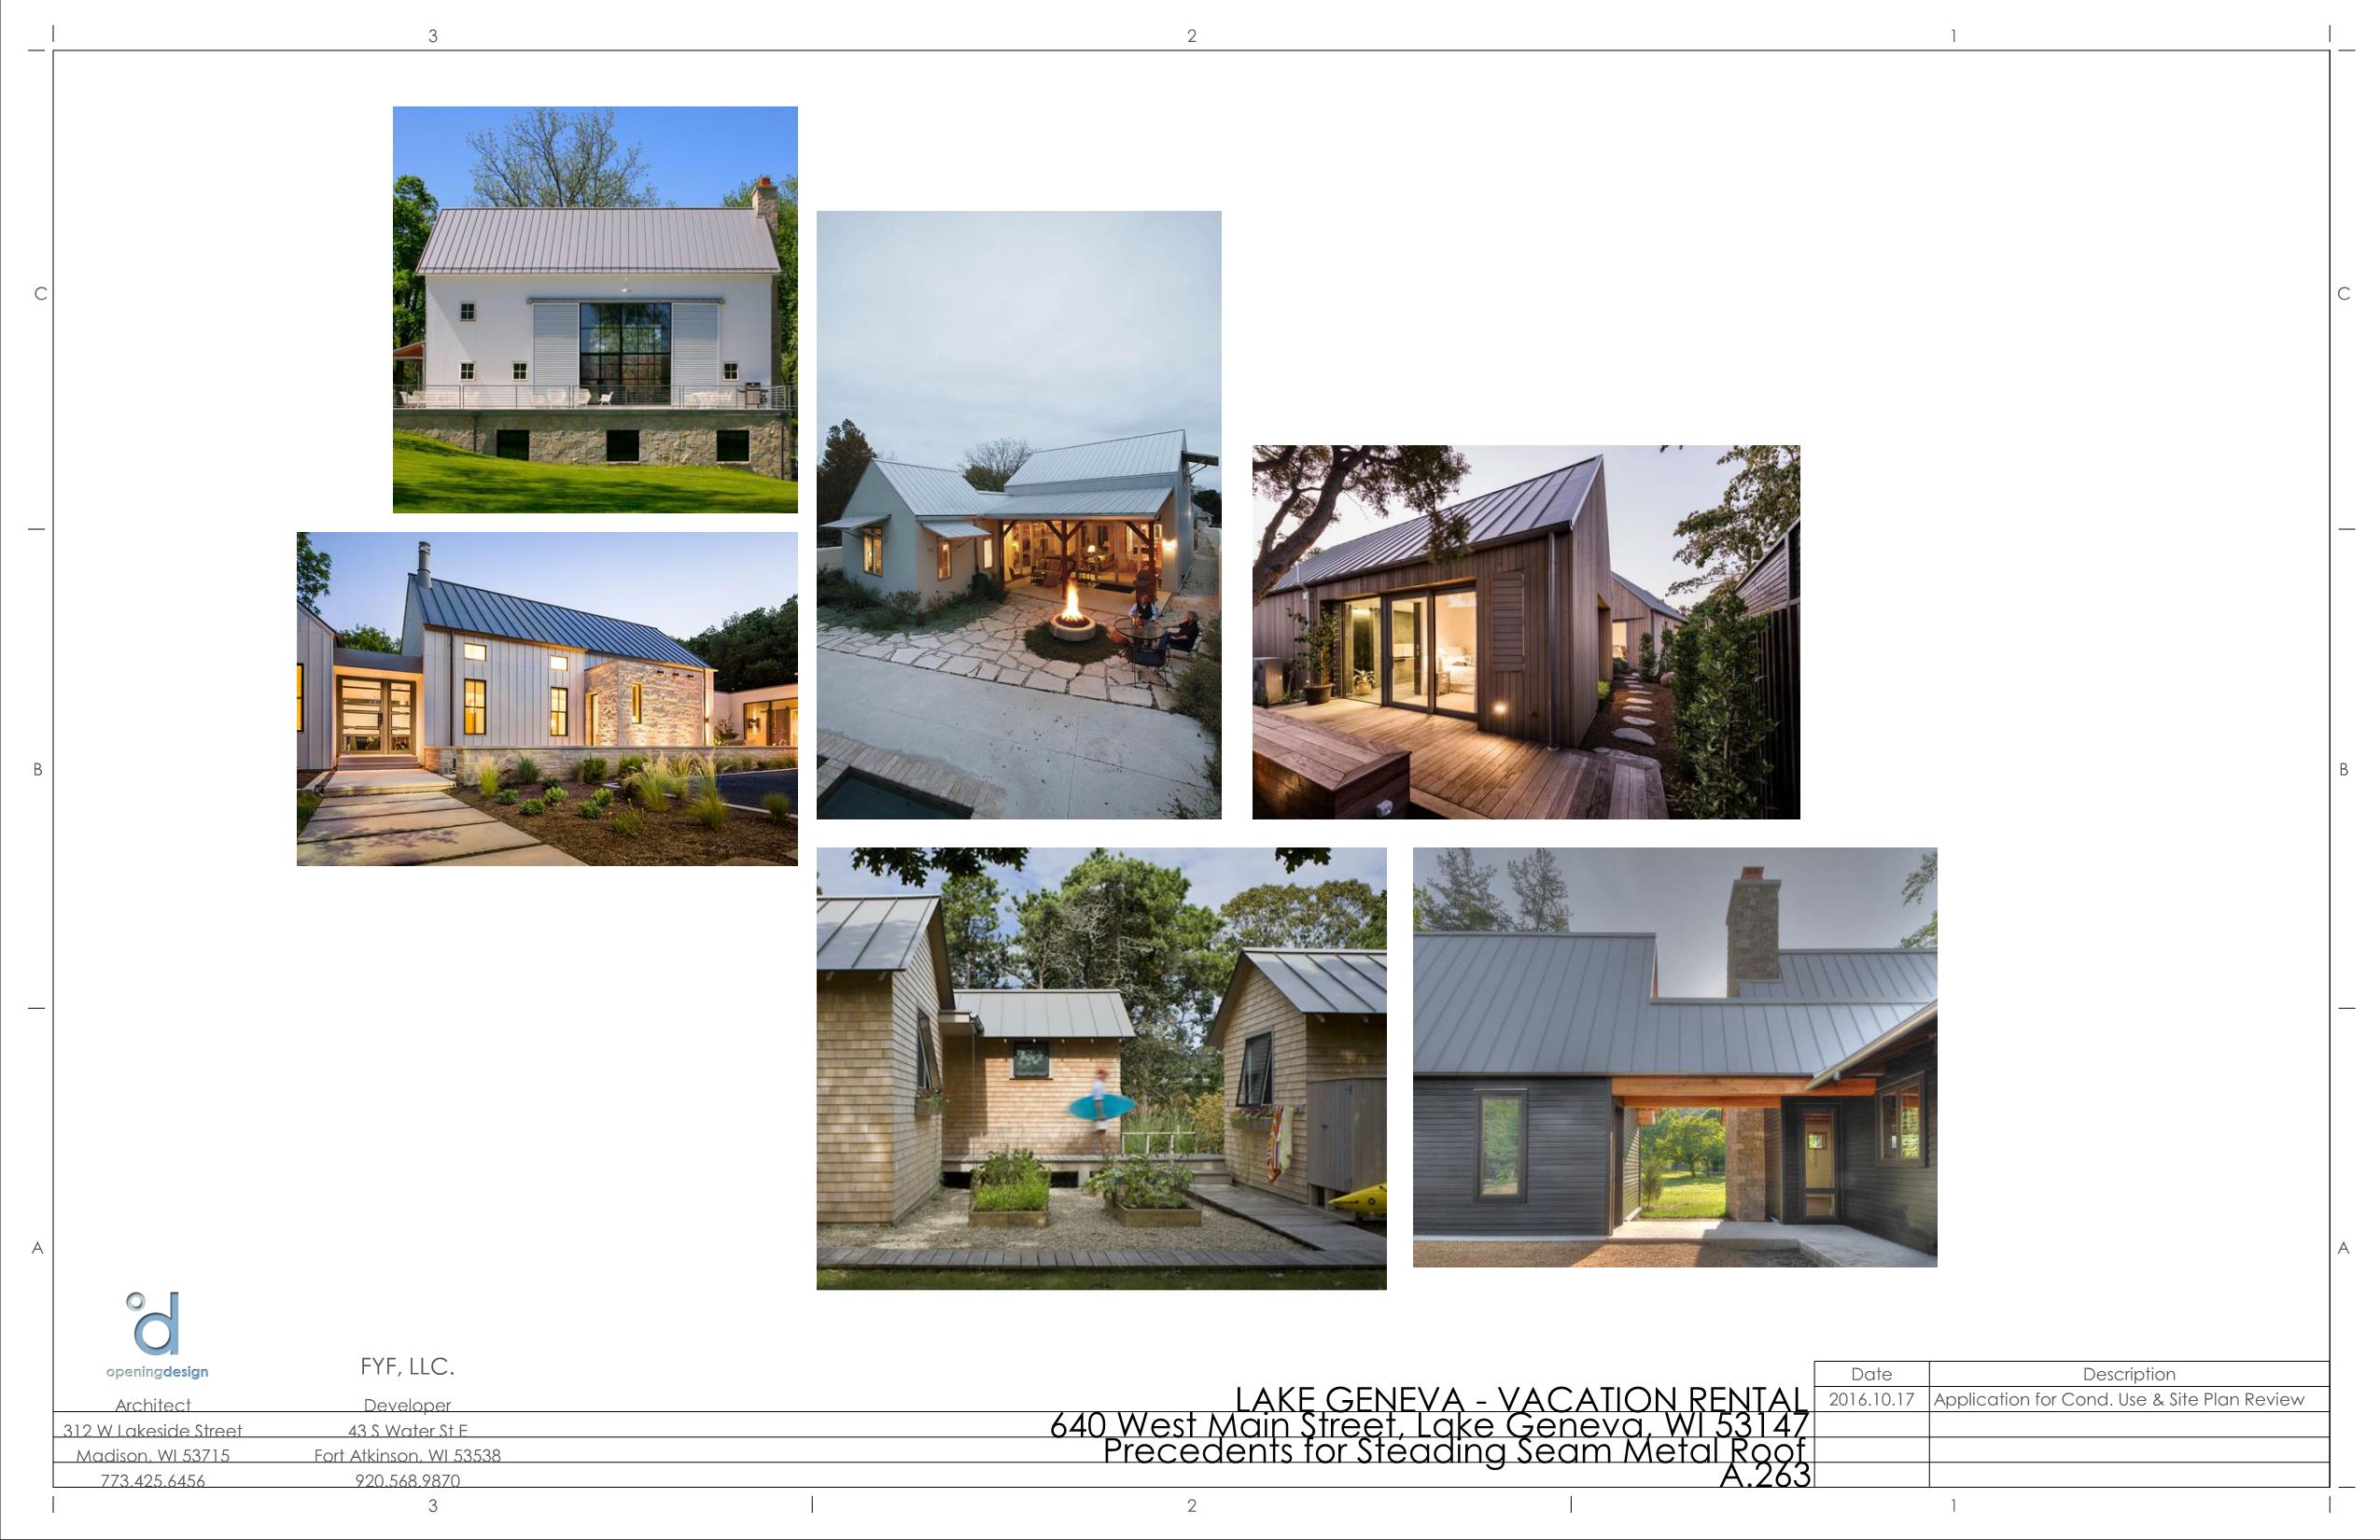 3 2 1
C C
B B
A A
openingdesign
FYF, LLC.
Architect
Developer
312 W Lakeside Street
43 S Water St E
Madison, WI 53715
Fort Atkinson, WI 53538
773.425.6456
920.568.9870
LAKE GENEVA - VACATION RENTAL
640 West Main Street, Lake Geneva, WI 53147
Precedents for Steading Seam Metal Roof
A.263
Date Description
2016.10.17 Application for Cond. Use & Site Plan Review
3 2 1